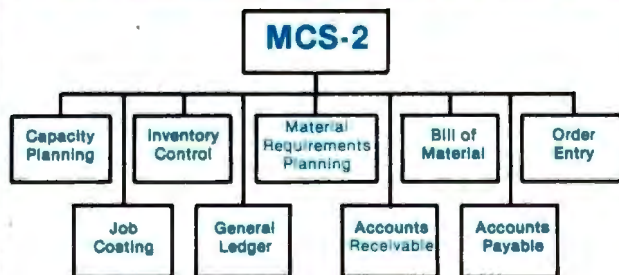 MCS-2
Capacity
Planning
Inventory
Control
Material
Requirements
Planning
Bill of
Material
Order
Entry
Job
Costing
General
Ledger
Accounts
Receivable
Accounts
Payable